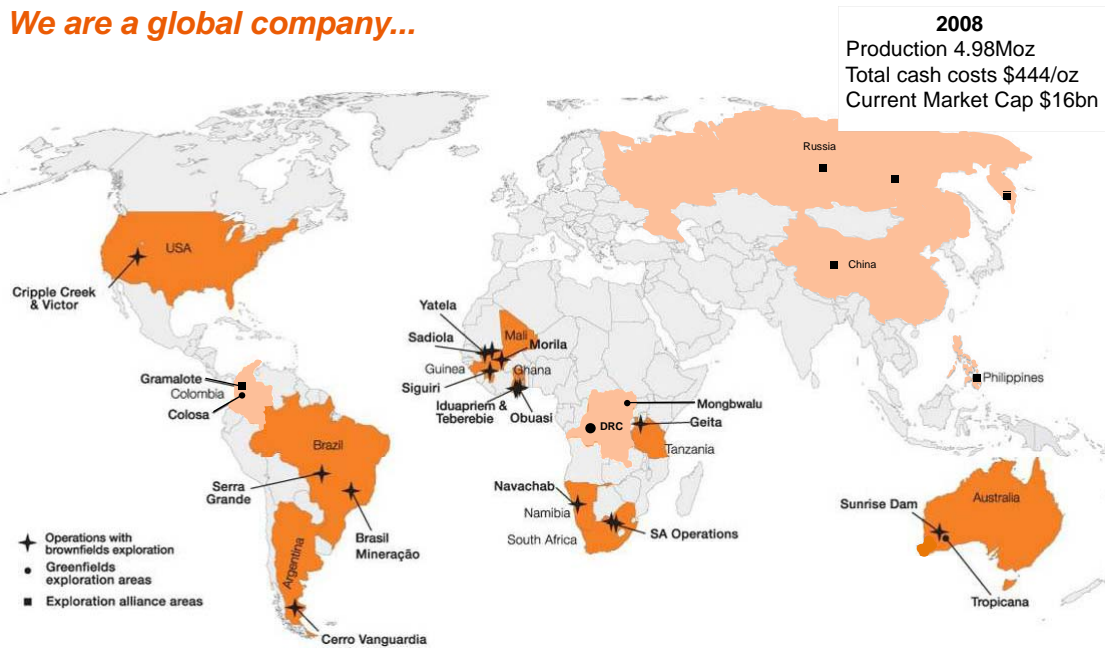 We are a global company...
2008
Production 4.98Moz
Total cash costs $444/oz
Current Market Cap $16bn
Russia
USA
China
Cripple Creek
& Victor
Yatela
Sadiola
Mali
Morila
Guinea
Ghana
Siguiri
Iduapriem &
Teberebie
Obuasi
Gramalote
Colombia
Colosa
Philippines
Mongbwalu
Geita
DRC
Tanzania
Brazil
Serra
Grande
Navachab
Namibia
South Africa
SA Operations
Brasil
Mineração
Argentina
Cerro Vanguardia
Sunrise Dam
Australia
Tropicana
Operations with
brownfields exploration
Greenfields
exploration areas
Exploration alliance areas